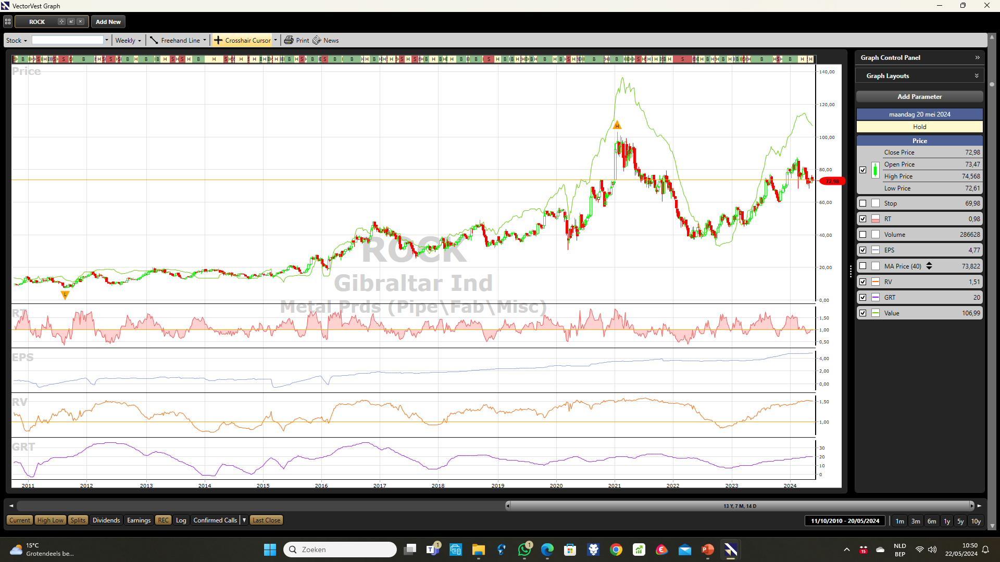 VectorVest Graph
ROCK
Add New
Stock
Weekly
Freehand Line
Crosshair Cursor
Print
News
Price
H
L
140,00
120,00
100,00
80,00
72,98
60,00
40,00
20,00
0,00
ROCK
Gibraltar Ind
Metal Prds (Pipe\Fab\Misc)
RT
1,50
1,00
0,50
EPS
4,00
2,00
0,00
RV
1,50
1,00
GRT
30
20
10
0
2011 2012 2013 2014 2015 2016 2017 2018 2019 2020 2021 2022 2023 2024
Graph Control Panel
Graph Layouts
Add Parameter
maandag 20 mei 2024
Hold
Price
Close Price 72,98
Open Price 73,47
High Price 74,568
Low Price 72,61
Stop 69,98
RT 0,98
Volume 286628
EPS 4,77
MA Price (40) 73,822
RV 1,51
GRT 20
Value 106,99
13 Y, 7 M, 14 D
Current High Low Splits Dividends Earnings REC Log Confirmed Calls Last Close
11/10/2010 - 20/05/2024
1m 3m 6m 1y 5y 10y
15°C
Grotendeels be...
Zoeken
1
1
15
NLD
BEP
10:50
22/05/2024